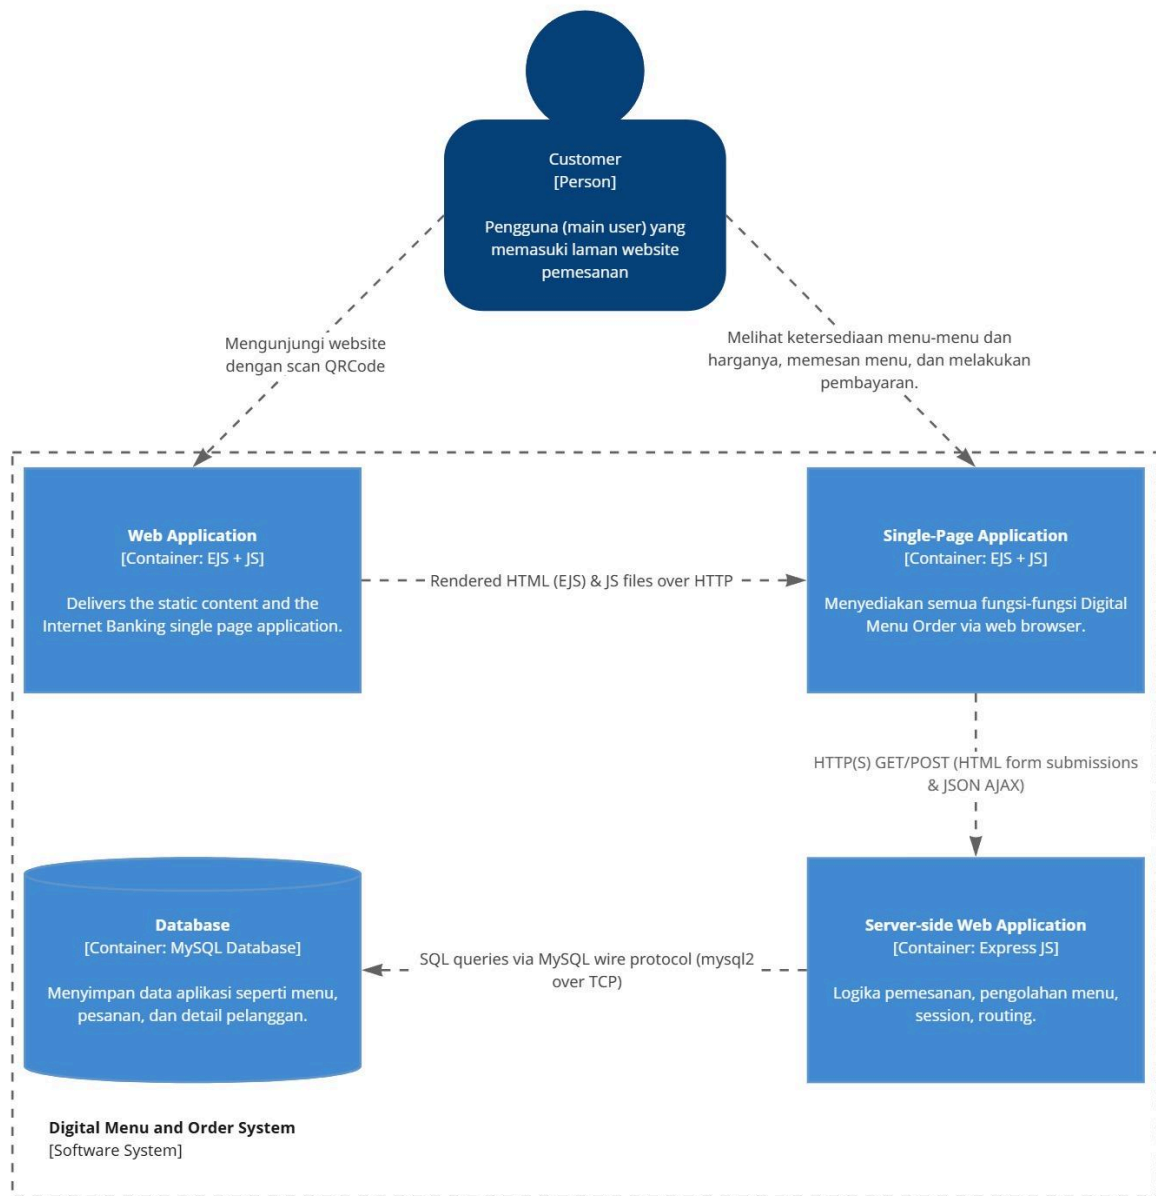 Customer
[Person]
Pengguna (main user) yang
memasuki laman website
pemesanan
Mengunjungi website
dengan scan QRCode
Melihat ketersediaan menu-menu dan
harganya, memesan menu, dan melakukan
pembayaran.
Web Application
[Container: EJS + JS]
Delivers the static content and the
Internet Banking single page application.
Rendered HTML (EJS) & JS files over HTTP
Single-Page Application
[Container: EJS + JS]
Menyediakan semua fungsi-fungsi Digital
Menu Order via web browser.
HTTP(S) GET/POST (HTML form submissions
& JSON AJAX)
Database
[Container: MySQL Database]
Menyimpan data aplikasi seperti menu,
pesanan, dan detail pelanggan.
SQL queries via MySQL wire protocol (mysql2
over TCP)
Server-side Web Application
[Container: Express JS]
Logika pemesanan, pengolahan menu,
session, routing.
Digital Menu and Order System
[Software System]